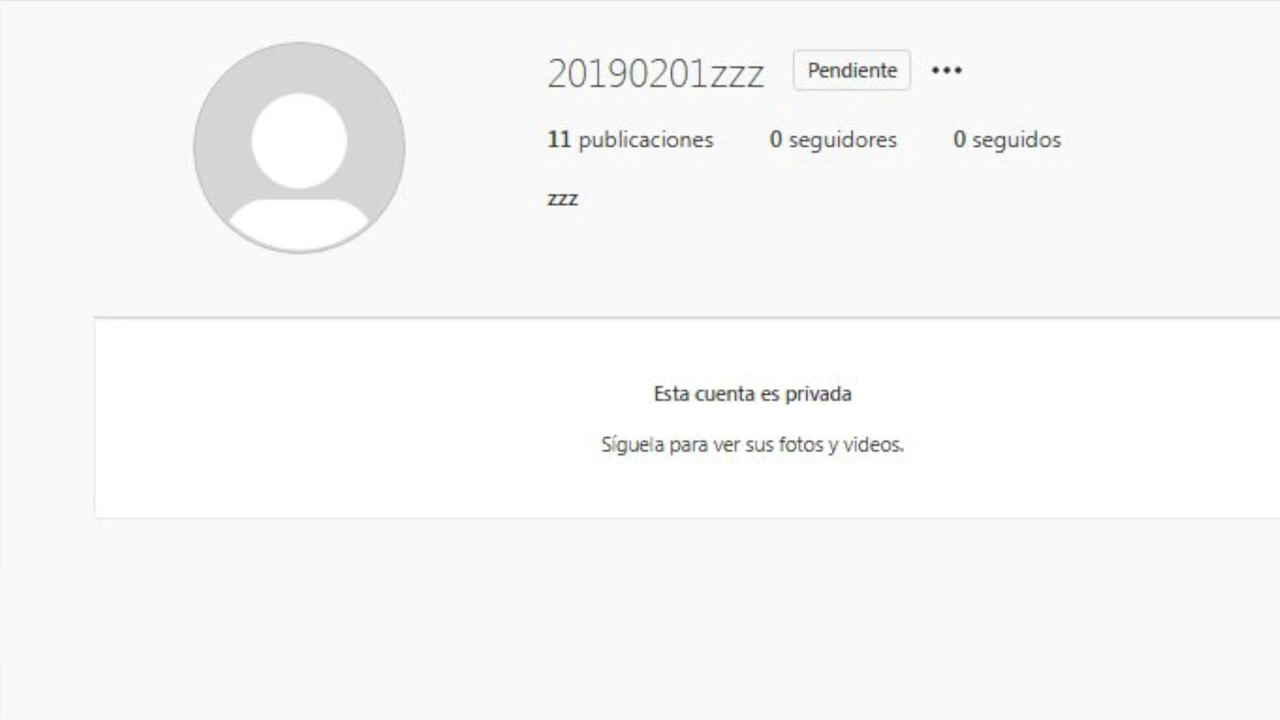 20190201zzz Pendiente •••
11 publicaciones 0 seguidores 0 seguidos
zzz
Esta cuenta es privada
Síguela para ver sus fotos y videos.